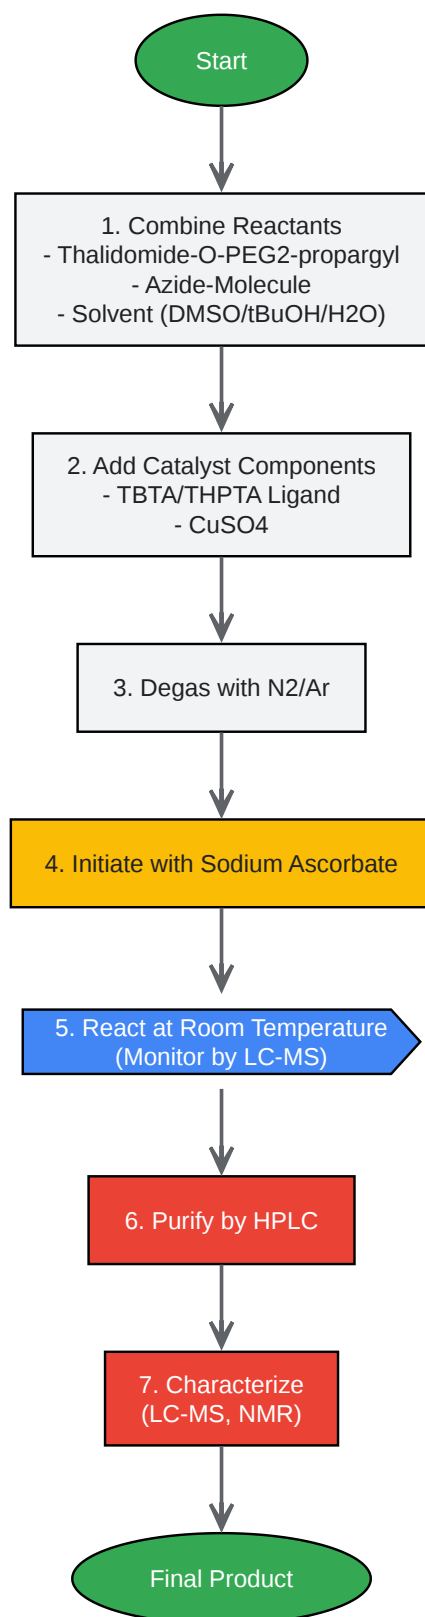 Start
1. Combine Reactants
- Thalidomide-O-PEG2-propargyl
- Azide-Molecule
- Solvent (DMSO/tBuOH/H2O)
2. Add Catalyst Components
- TBTA/THPTA Ligand
- CuSO4
3. Degas with N2/Ar
4. Initiate with Sodium Ascorbate
5. React at Room Temperature
(Monitor by LC-MS)
6. Purify by HPLC
7. Characterize
(LC-MS, NMR)
Final Product